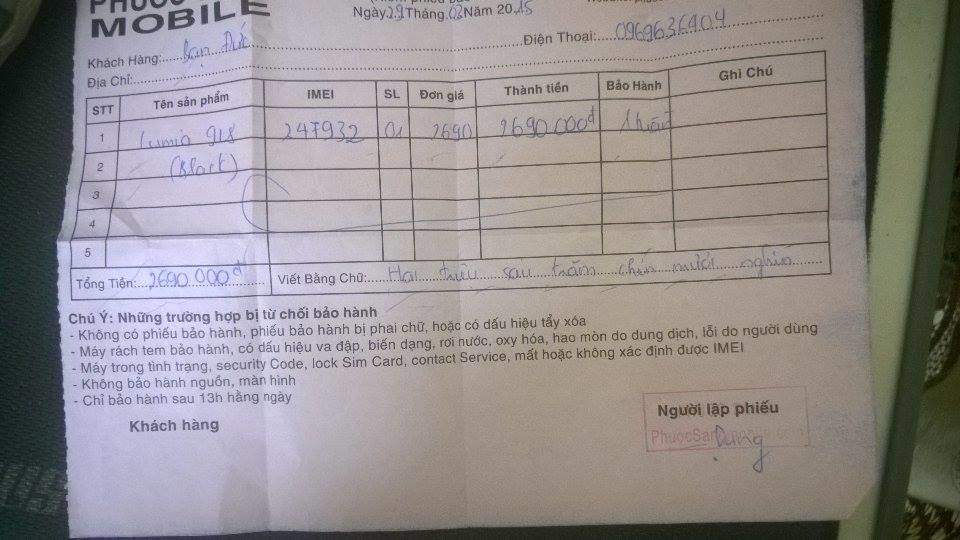 MOBILE
Ngày 29 Tháng 03 Năm 2015
Khách Hàng: Bạn Đức
Điện Thoại: 0969636404
Địa Chỉ:
STT Tên sản phẩm IMEI SL Đơn giá Thành tiền Bảo Hành Ghi Chú
1 Lumia 918 247932 01 2690 2690.000đ 1 tháng
2 (Black)
3
4
5
Tổng Tiền: 2690.000đ Viết Bằng Chữ: Hai triệu sau trăm chín mươi nghìn
Chú Ý: Những trường hợp bị từ chối bảo hành
- Không có phiếu bảo hành, phiếu bảo hành bị phai chữ, hoặc có dấu hiệu tẩy xóa
- Máy rách tem bảo hành, có dấu hiệu va đập, biến dạng, rơi nước, oxy hóa, hao mòn do dung dịch, lỗi do người dùng
- Máy trong tình trạng, security Code, lock Sim Card, contact Service, mất hoặc không xác định được IMEI
- Không bảo hành nguồn, màn hình
- Chỉ bảo hành sau 13h hằng ngày
Khách hàng
Người lập phiếu